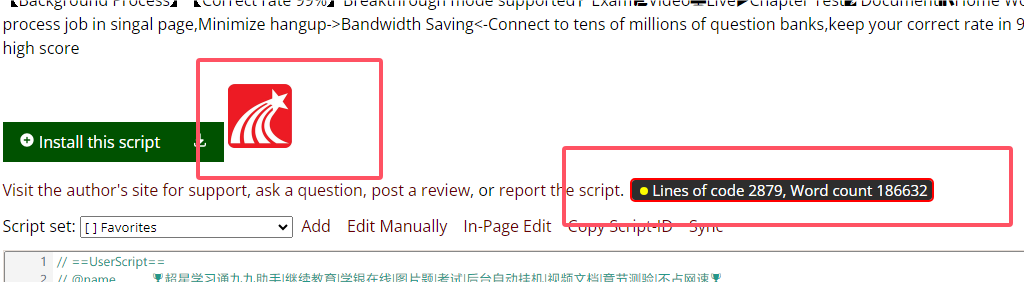 【Background Process】 【Correct rate 99%】 Breakthrough mode supported Exam Video Live Chapter Test Document Home Wo
process job in singal page,Minimize hangup->Bandwidth Saving<-Connect to tens of millions of question banks,keep your correct rate in 9
high score
Install this script
Visit the author's site for support, ask a question, post a review, or report the script. Lines of code 2879, Word count 186632
Script set: [ ] Favorites Add Edit Manually In-Page Edit Copy Script-ID Sync
1 // ==UserScript==
2 // @name 🏆超星学习通九九助手|继续教育|学银在线|图片题|考试|后台自动挂机|视频文档|章节测验|不占网速🏆